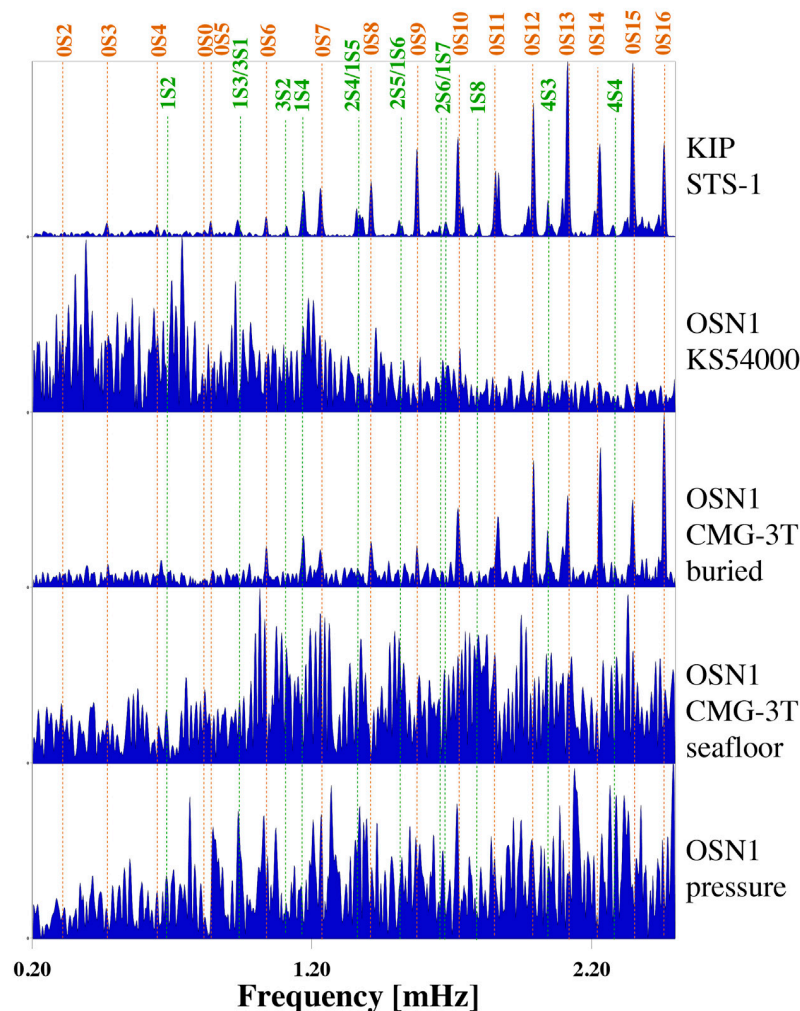 0S2
0S3
0S4
0S0
0S5
0S6
0S7
0S8
0S9
0S10
0S11
0S12
0S13
0S14
0S15
0S16
1S2
1S3/3S1
3S2
1S4
2S4/1S5
2S5/1S6
2S6/1S7
1S8
4S3
4S4
KIP
STS-1
OSN1
KS54000
OSN1
CMG-3T
buried
OSN1
CMG-3T
seafloor
OSN1
pressure
0.20
1.20
2.20
Frequency [mHz]